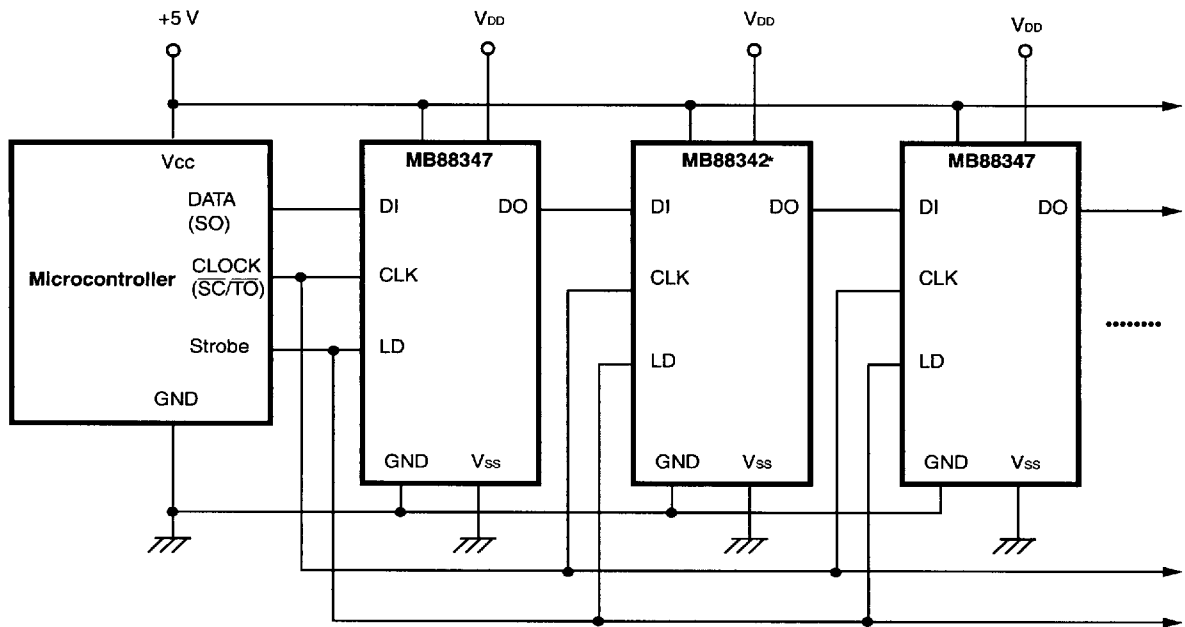 +5 V
VDD
VDD
VDD
Vcc
DATA
(SO)
Microcontroller
CLOCK
(SC/TO)
Strobe
GND
MB88347
DI
DO
CLK
LD
GND
VSS
MB88342*
DI
DO
CLK
LD
GND
VSS
MB88347
DI
DO
CLK
LD
GND
VSS